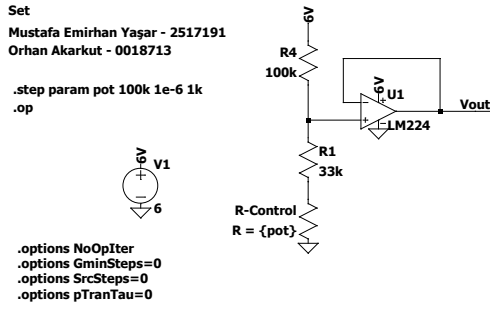 Set
Mustafa Emirhan Yaşar - 2517191
Orhan Akarkut - 0018713
.step param pot 100k 1e-6 1k
.op
6V
V1
6
6V
R4
100k
6V
U1
LM224
Vout
R1
33k
R-Control
R = {pot}
.options NoOpIter
.options GminSteps=0
.options SrcSteps=0
.options pTranTau=0